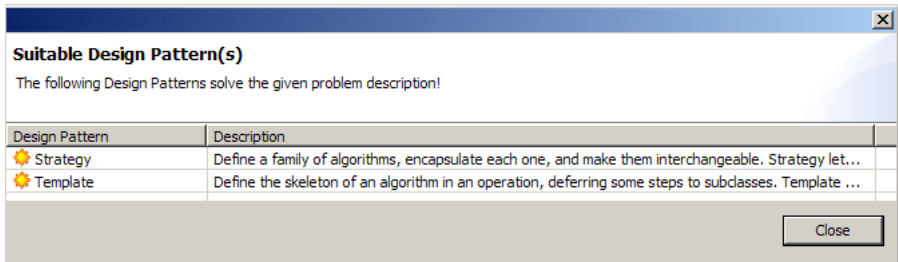 Suitable Design Pattern(s)
The following Design Patterns solve the given problem description!
Design Pattern Description
Strategy Define a family of algorithms, encapsulate each one, and make them interchangeable. Strategy let...
Template Define the skeleton of an algorithm in an operation, deferring some steps to subclasses. Template ...
Close